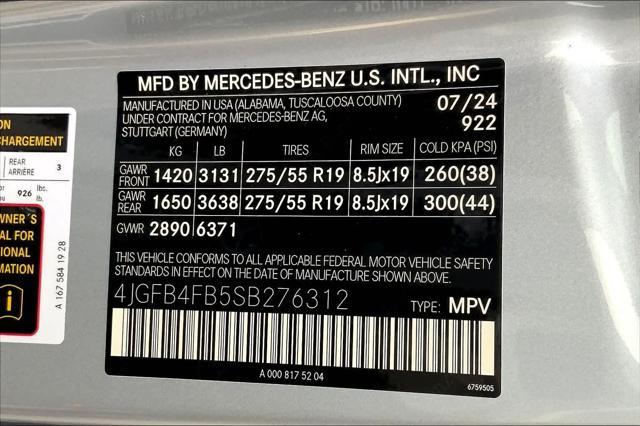 MFD BY MERCEDES-BENZ U.S. INTL., INC
MANUFACTURED IN USA (ALABAMA, TUSCALOOSA COUNTY) 07/24
UNDER CONTRACT FOR MERCEDES-BENZ AG, 922
STUTTGART (GERMANY)
KG LB TIRES RIM SIZE COLD KPA (PSI)
GAWR FRONT 1420 3131 275/55 R19 8.5Jx19 260(38)
GAWR REAR 1650 3638 275/55 R19 8.5Jx19 300(44)
GVWR 2890 6371
THIS VEHICLE CONFORMS TO ALL APPLICABLE FEDERAL MOTOR VEHICLE SAFETY
STANDARDS IN EFFECT ON THE DATE OF MANUFACTURE SHOWN ABOVE.
4JGFB4FB5SB276312 TYPE: MPV
A 000 817 52 04
6759505
ON
CHARGEMENT
REAR 3
ARRIÈRE
or 926 lbs.
ou lb.
WNER´S
AL FOR
IONAL
MATION
A 167 584 19 28